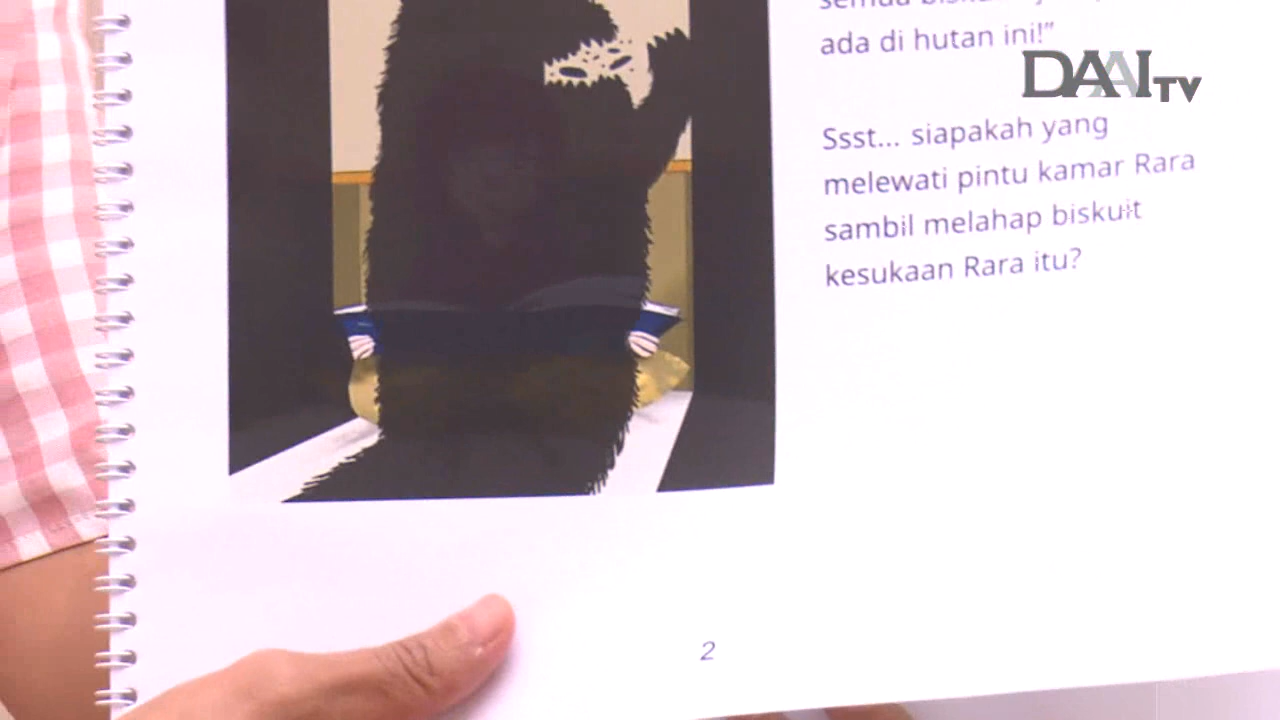 ada di hutan ini!”
DAAI TV
Ssst... siapakah yang
melewati pintu kamar Rara
sambil melahap biskuit
kesukaan Rara itu?
2